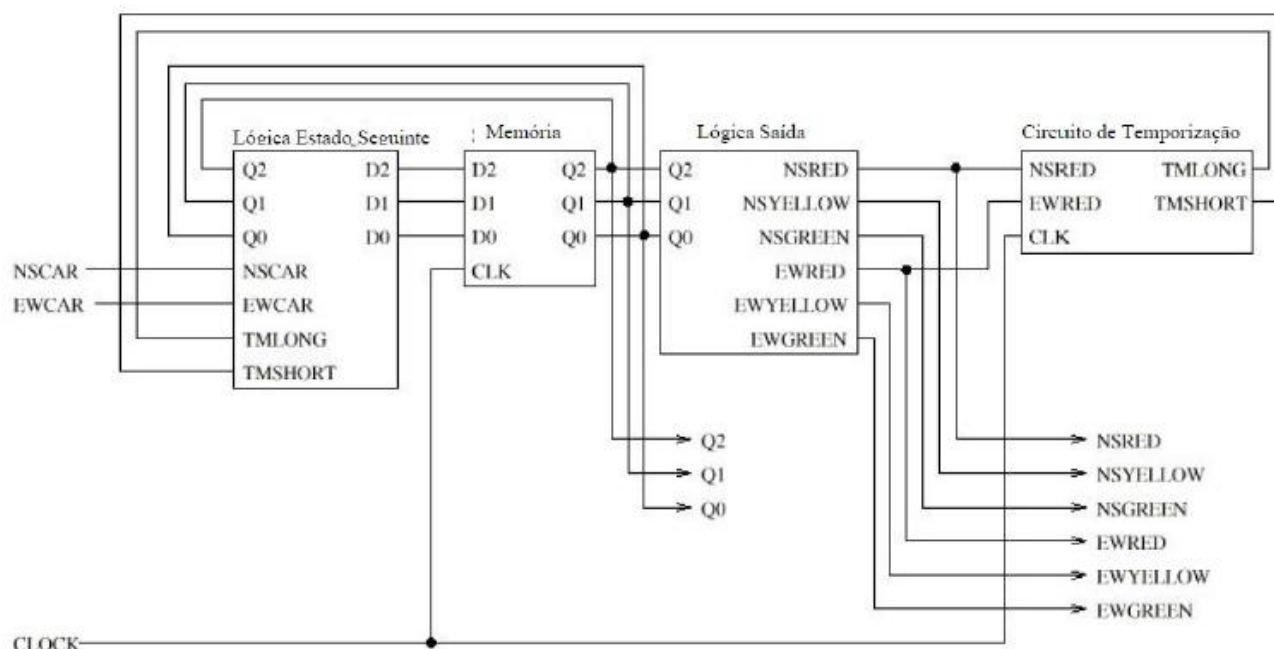 Lógica Estado Seguinte
Q2 D2
Q1 D1
Q0 D0
NSCAR
EWCAR
TMLONG
TMSHORT
NSCAR
EWCAR
Memória
D2 Q2
D1 Q1
D0 Q0
CLK
Lógica Saída
Q2 NSRED
Q1 NSYELLOW
Q0 NSGREEN
EWRED
EWYELLOW
EWGREEN
Circuito de Temporização
NSRED TMLONG
EWRED TMSHORT
CLK
Q2
Q1
Q0
NSRED
NSYELLOW
NSGREEN
EWRED
EWYELLOW
EWGREEN
CLOCK